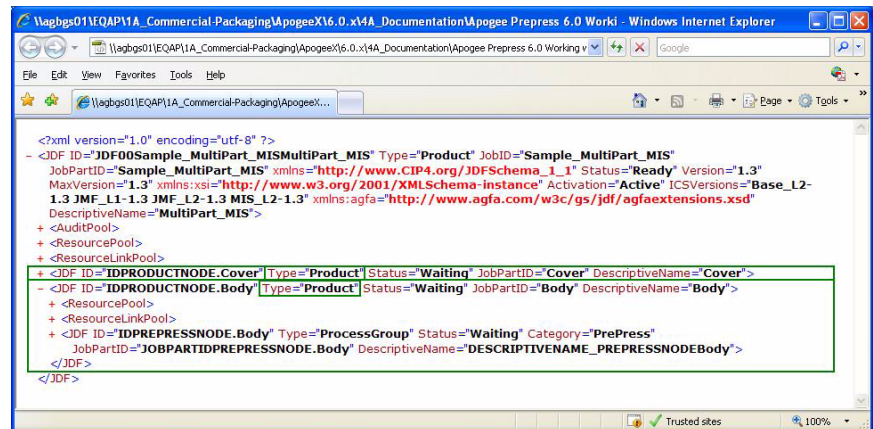 \\agbgs01\EQAP\1A_Commercial-Packaging\ApogeeX\6.0.x\4A_Documentation\Apogee Prepress 6.0 Worki - Windows Internet Explorer
\\agbgs01\EQAP\1A_Commercial-Packaging\ApogeeX\6.0.x\4A_Documentation\Apogee Prepress 6.0 Working v
Google
File Edit View Favorites Tools Help
\\agbgs01\EQAP\1A_Commercial-Packaging\ApogeeX...
Page Tools »
<?xml version="1.0" encoding="utf-8" ?>
- <JDF ID="JDF00Sample_MultiPart_MISMultiPart_MIS" Type="Product" JobID="Sample_MultiPart_MIS"
JobPartID="Sample_MultiPart_MIS" xmlns="http://www.CIP4.org/JDFSchema_1_1" Status="Ready" Version="1.3"
MaxVersion="1.3" xmlns:xsi="http://www.w3.org/2001/XMLSchema-instance" Activation="Active" ICSVersions="Base_L2-
1.3 JMF_L1-1.3 JMF_L2-1.3 MIS_L2-1.3" xmlns:agfa="http://www.agfa.com/w3c/gs/jdf/agfaextensions.xsd"
DescriptiveName="MultiPart_MIS">
+ <AuditPool>
+ <ResourcePool>
+ <ResourceLinkPool>
+ <JDF ID="IDPRODUCTNODE.Cover" Type="Product" Status="Waiting" JobPartID="Cover" DescriptiveName="Cover">
- <JDF ID="IDPRODUCTNODE.Body" Type="Product" Status="Waiting" JobPartID="Body" DescriptiveName="Body">
+ <ResourcePool>
+ <ResourceLinkPool>
+ <JDF ID="IDPREPRESSNODE.Body" Type="ProcessGroup" Status="Waiting" Category="PrePress"
JobPartID="JOBPARTIDPREPRESSNODE.Body" DescriptiveName="DESCRIPTIVENAME_PREPRESSNODEBody">
</JDF>
</JDF>
Trusted sites 100%